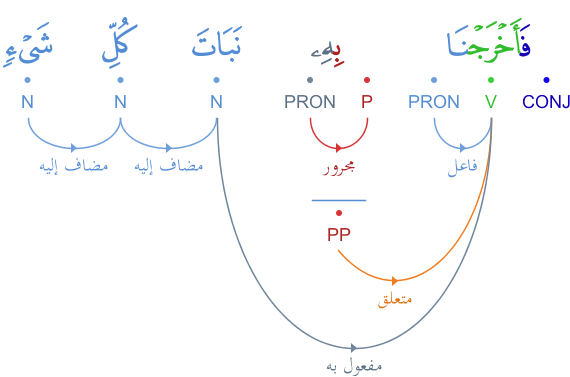 فَأَخْرَجْنَا بِهِۦ نَبَاتَ كُلِّ شَىْءٍ
CONJ V PRON P PRON N N N
فاعل مجرور مضاف إليه مضاف إليه
PP
متعلق
مفعول به